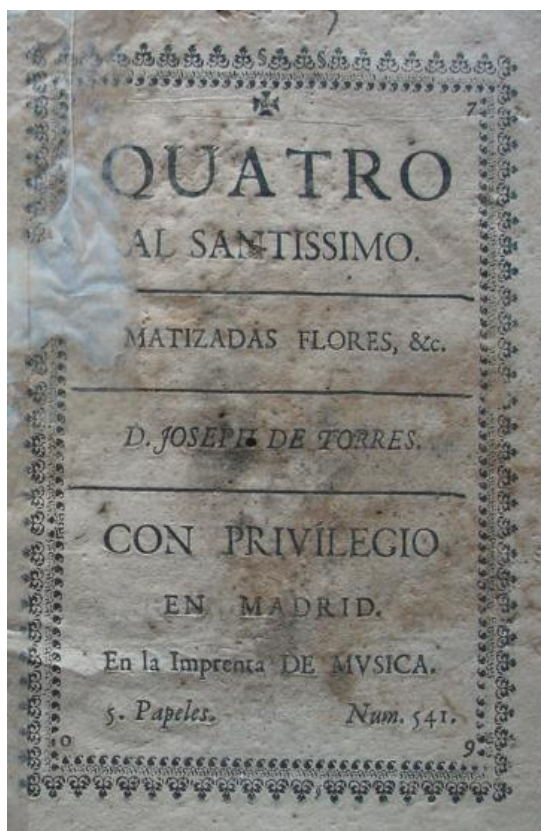 7
QUATRO
AL SANTISSIMO.
MATIZADAS FLORES, &c.
D. JOSEPH DE TORRES.
CON PRIVILEGIO
EN MADRID.
En la Imprenta DE MVSICA.
5. Papeles. Num. 541.
0 9